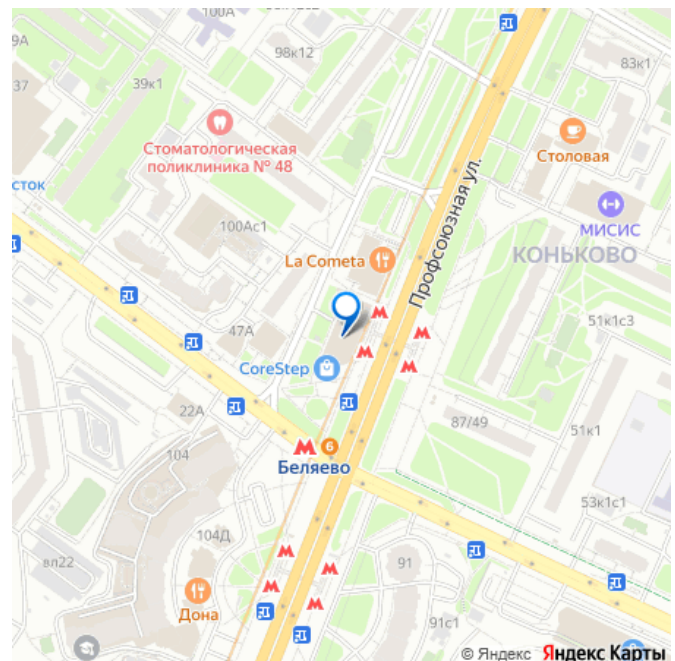 100А
98к12
9А
83к1
37
39к1
Стоматологическая
поликлиника № 48
Столовая
сток
Профсоюзная ул.
МИСИС
100Ас1
КОНЬКОВО
La Cometa
51к1с3
47А
CoreStep
22А
87/49
51к1
104
6
Беляево
53к1с1
104Д
вл22
91
Дона
91с1
© Яндекс Яндекс Карты